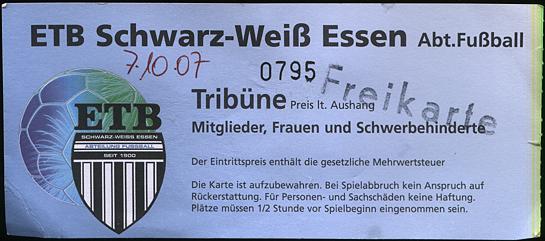 ETB Schwarz-Weiß Essen Abt.Fußball
7.10.07
0795
Freikarte
Tribüne Preis lt. Aushang
Mitglieder, Frauen und Schwerbehinderte
ETB
SCHWARZ-WEISS ESSEN
ABTEILUNG FUSSBALL
SEIT 1900
Der Eintrittspreis enthält die gesetzliche Mehrwertsteuer
Die Karte ist aufzubewahren. Bei Spielabbruch kein Anspruch auf
Rückerstattung. Für Personen- und Sachschäden keine Haftung.
Plätze müssen 1/2 Stunde vor Spielbeginn eingenommen sein.